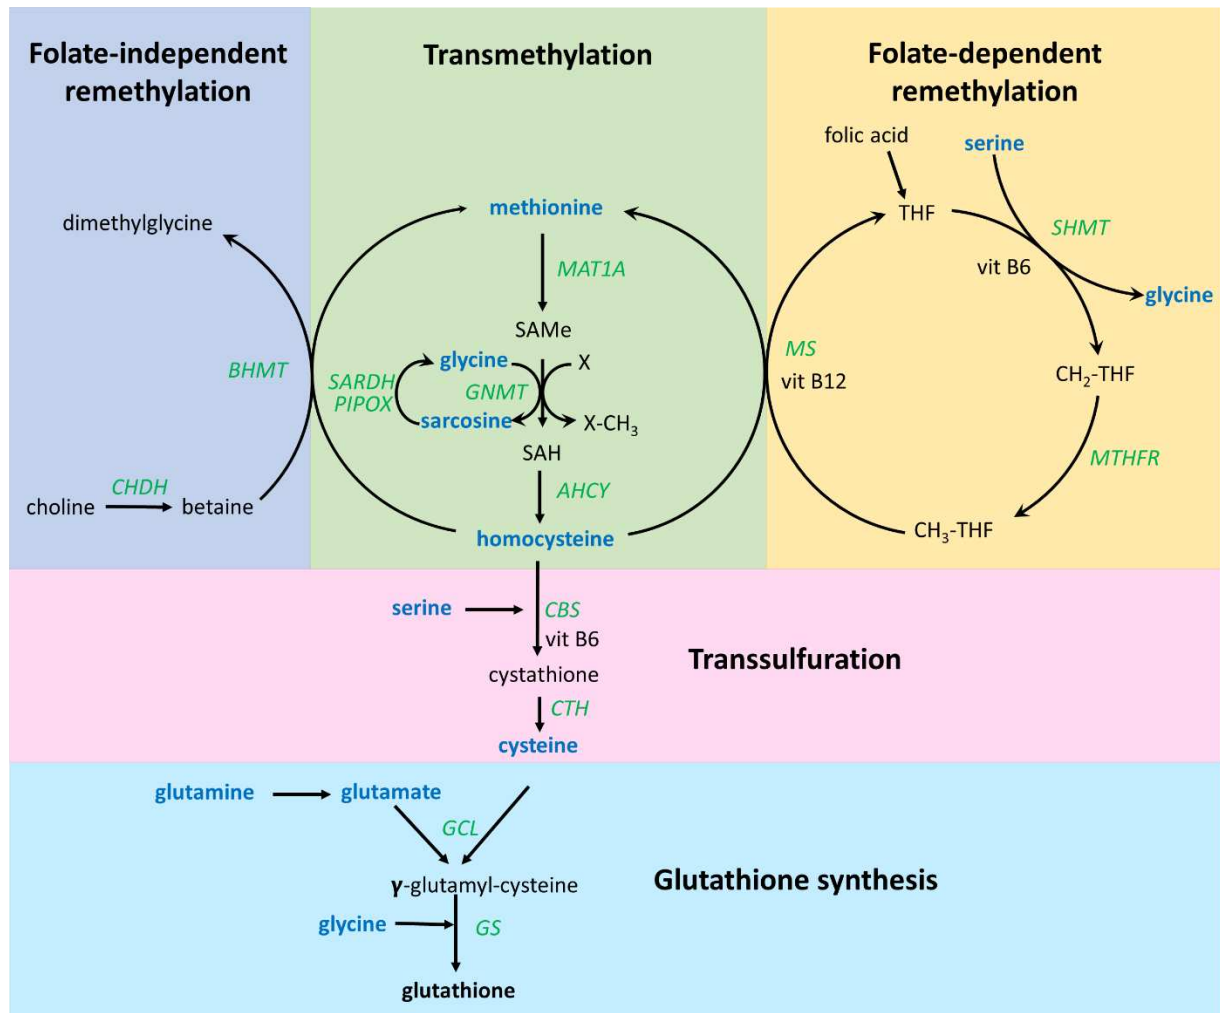 Folate-independent
remethylation
Transmethylation
Folate-dependent
remethylation
folic acid
serine
methionine
THF
dimethylglycine
SHMT
vit B6
MAT1A
glycine
SAMe
MS
BHMT
SARDH
PIPOX
glycine
X
GNMT
vit B12
CH₂-THF
sarcosine
X-CH₃
SAH
MTHFR
CHDH
AHCY
choline
betaine
homocysteine
CH₃-THF
serine
CBS
vit B6
Transsulfuration
cystathione
CTH
cysteine
glutamine
glutamate
GCL
γ-glutamyl-cysteine
Glutathione synthesis
glycine
GS
glutathione